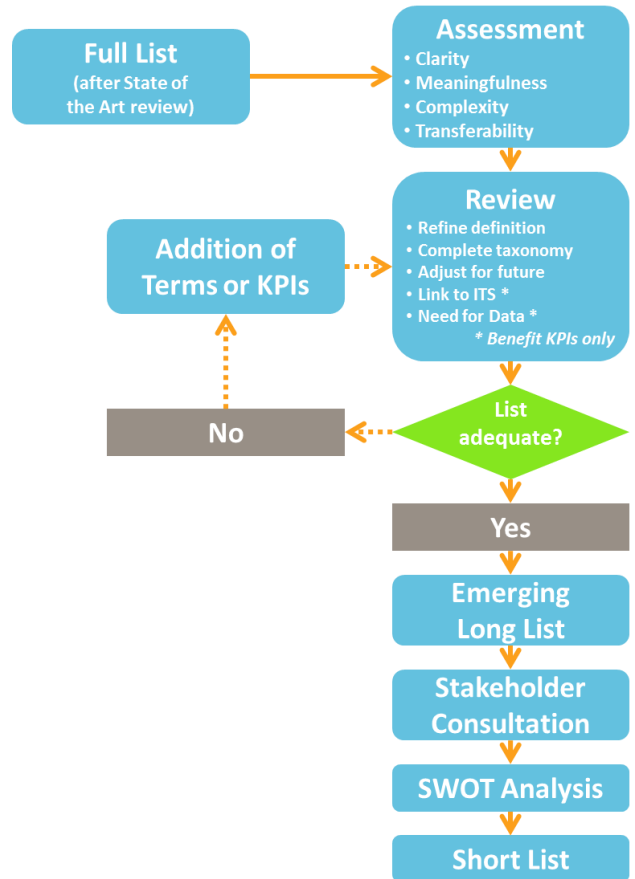 Full List
(after State of
the Art review)
Assessment
• Clarity
• Meaningfulness
• Complexity
• Transferability
Review
• Refine definition
• Complete taxonomy
• Adjust for future
• Link to ITS *
• Need for Data *
* Benefit KPIs only
Addition of
Terms or KPIs
List
adequate?
No
Yes
Emerging
Long List
Stakeholder
Consultation
SWOT Analysis
Short List